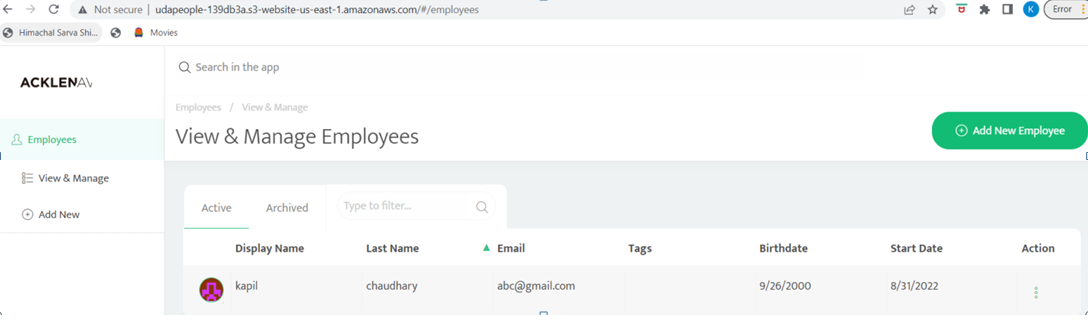 Not secure | udapeople-139db3a.s3-website-us-east-1.amazonaws.com/#/employees K Error
Himachal Sarva Shi... Movies
Search in the app
ACKLENAV
Employees / View & Manage
View & Manage Employees
Add New Employee
Employees
View & Manage
Add New
Active Archived Type to filter...
Display Name Last Name Email Tags Birthdate Start Date Action
kapil chaudhary abc@gmail.com 9/26/2000 8/31/2022